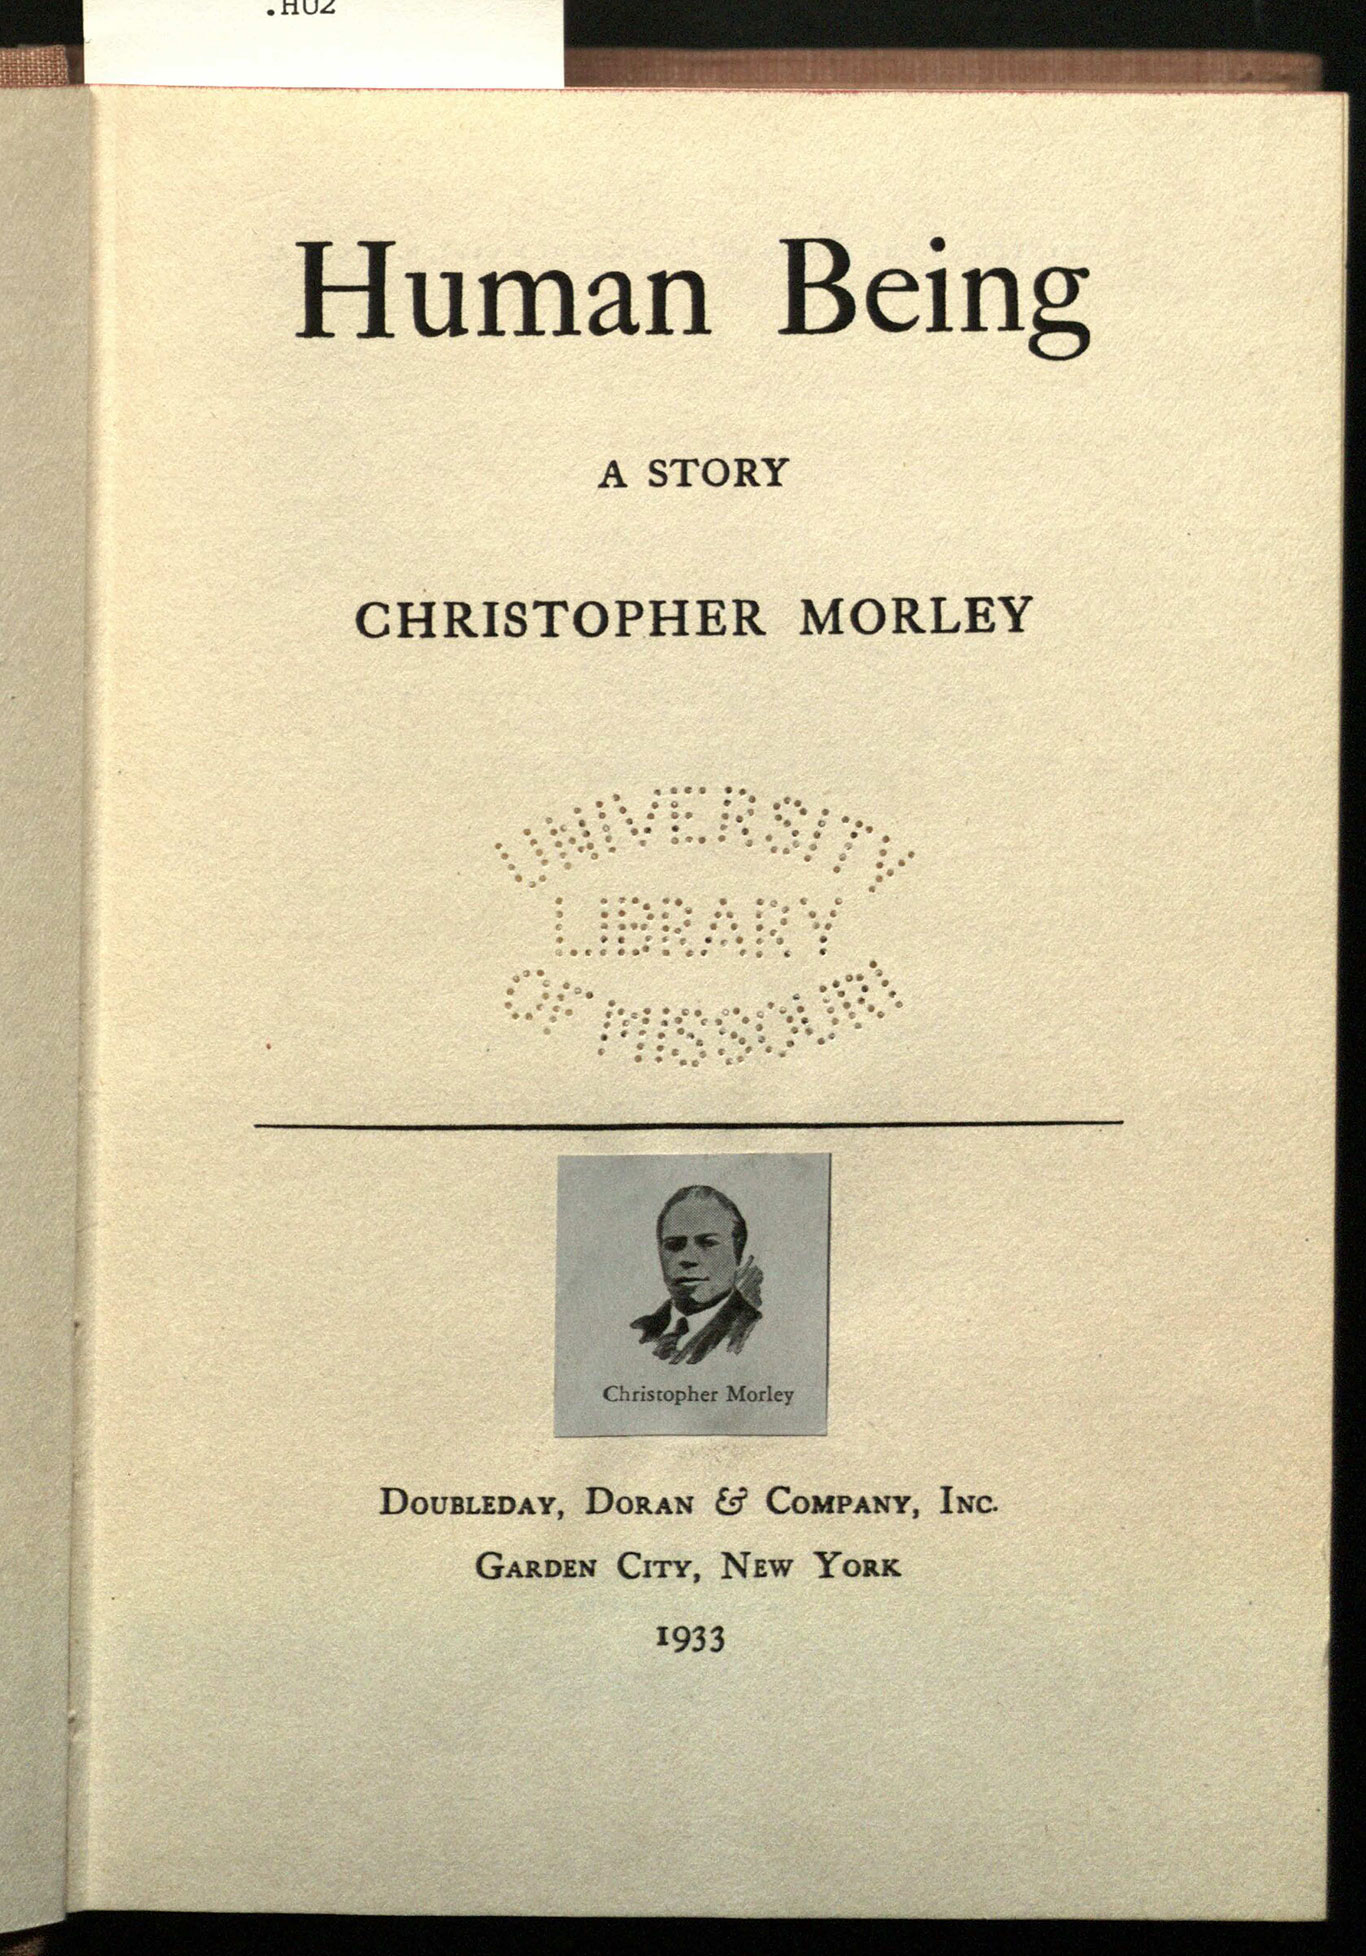 .HU2
Human Being
A STORY
CHRISTOPHER MORLEY
UNIVERSITY
LIBRARY
OF MISSOURI
Christopher Morley
DOUBLEDAY, DORAN & COMPANY, INC.
GARDEN CITY, NEW YORK
1933